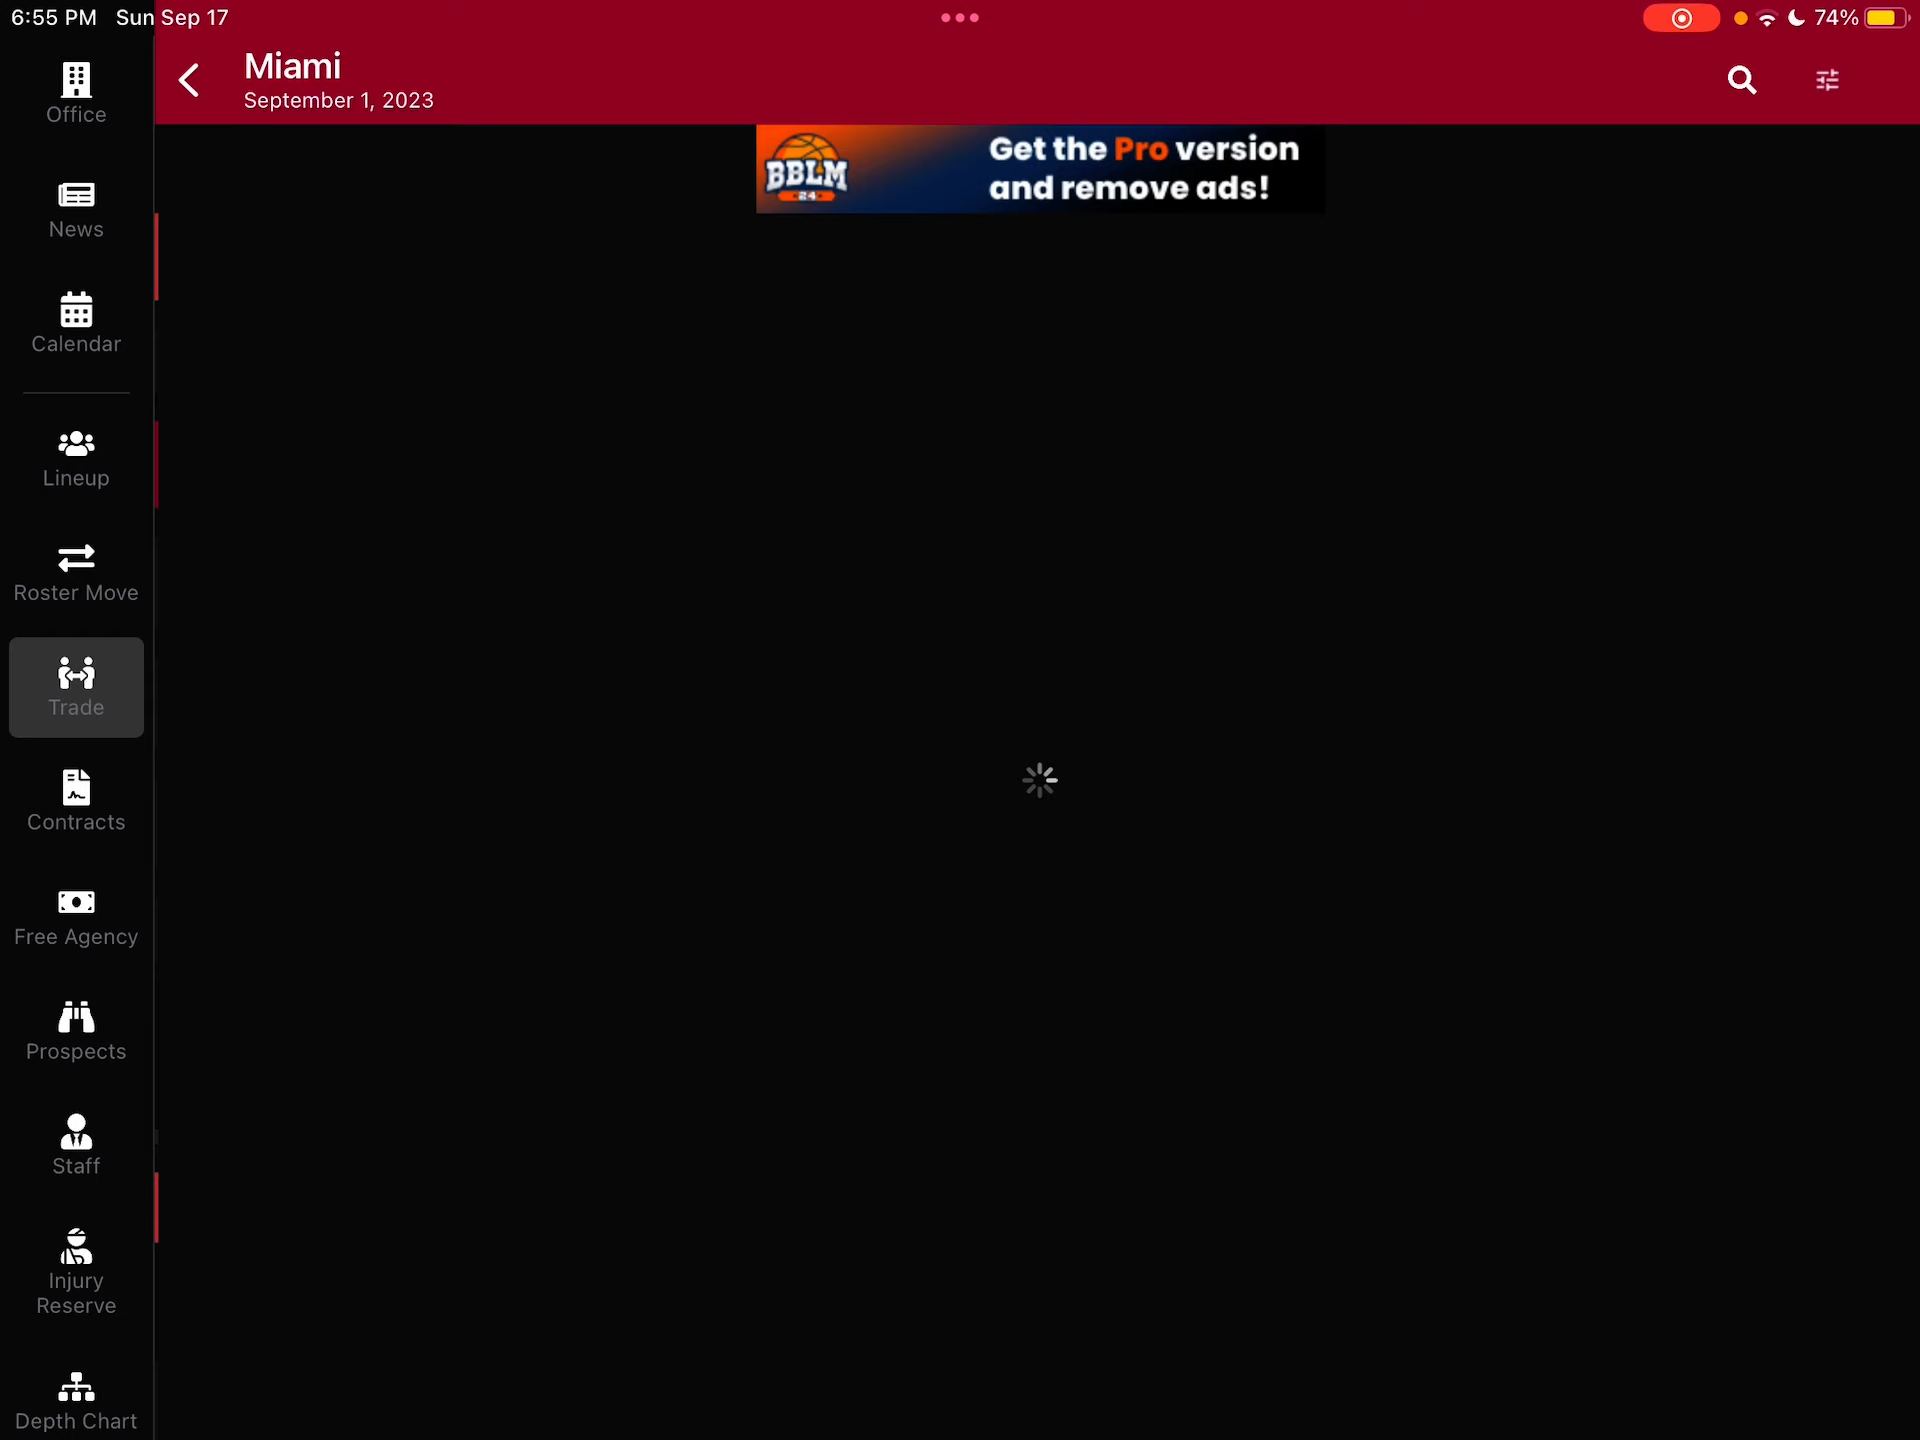 6:55 PM Sun Sep 17
74%
Miami
September 1, 2023
BBLM
24
Get the Pro version
and remove ads!
Office
News
Calendar
Lineup
Roster Move
Trade
Contracts
Free Agency
Prospects
Staff
Injury
Reserve
Depth Chart